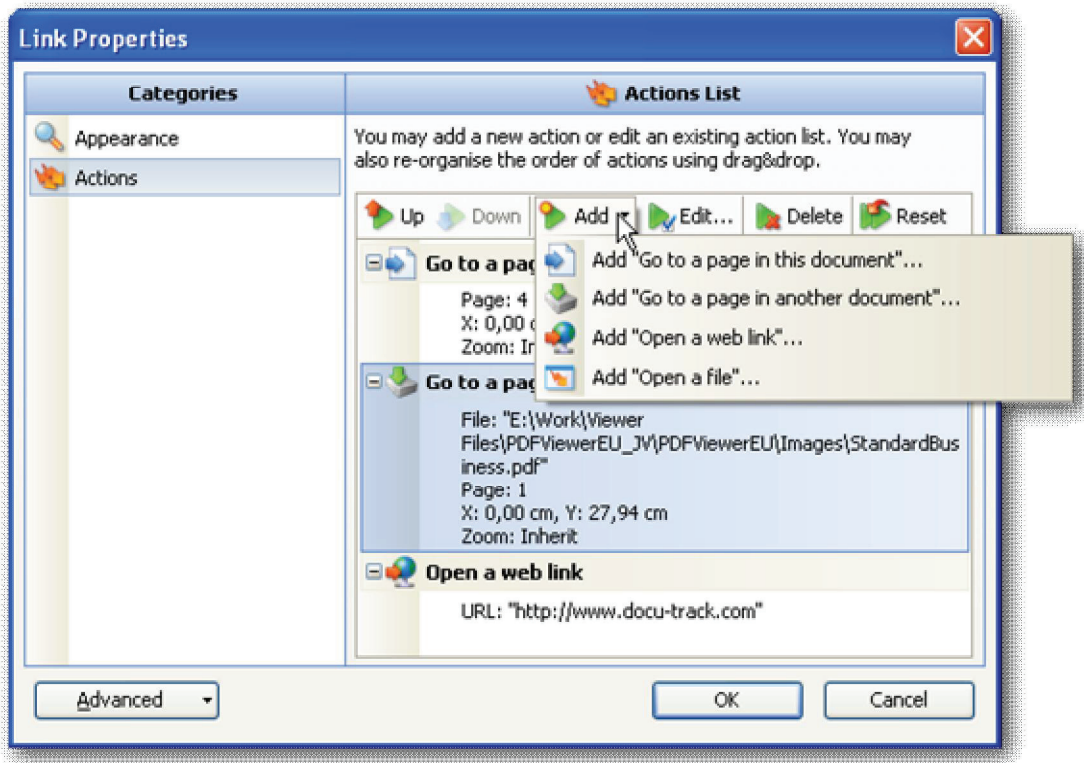 Link Properties
Categories
Actions List
Appearance
Actions
You may add a new action or edit an existing action list. You may
also re-organise the order of actions using drag&drop.
Up Down Add Edit... Delete Reset
Add "Go to a page in this document"...
Add "Go to a page in another document"...
Add "Open a web link"...
Add "Open a file"...
Go to a pag
Page: 4
X: 0,00
Zoom: In
Go to a pag
File: "E:\Work\Viewer
Files\PDFViewerEU_JV\PDFViewerEU\Images\StandardBus
iness.pdf"
Page: 1
X: 0,00 cm, Y: 27,94 cm
Zoom: Inherit
Open a web link
URL: "http://www.docu-track.com"
Advanced
OK
Cancel